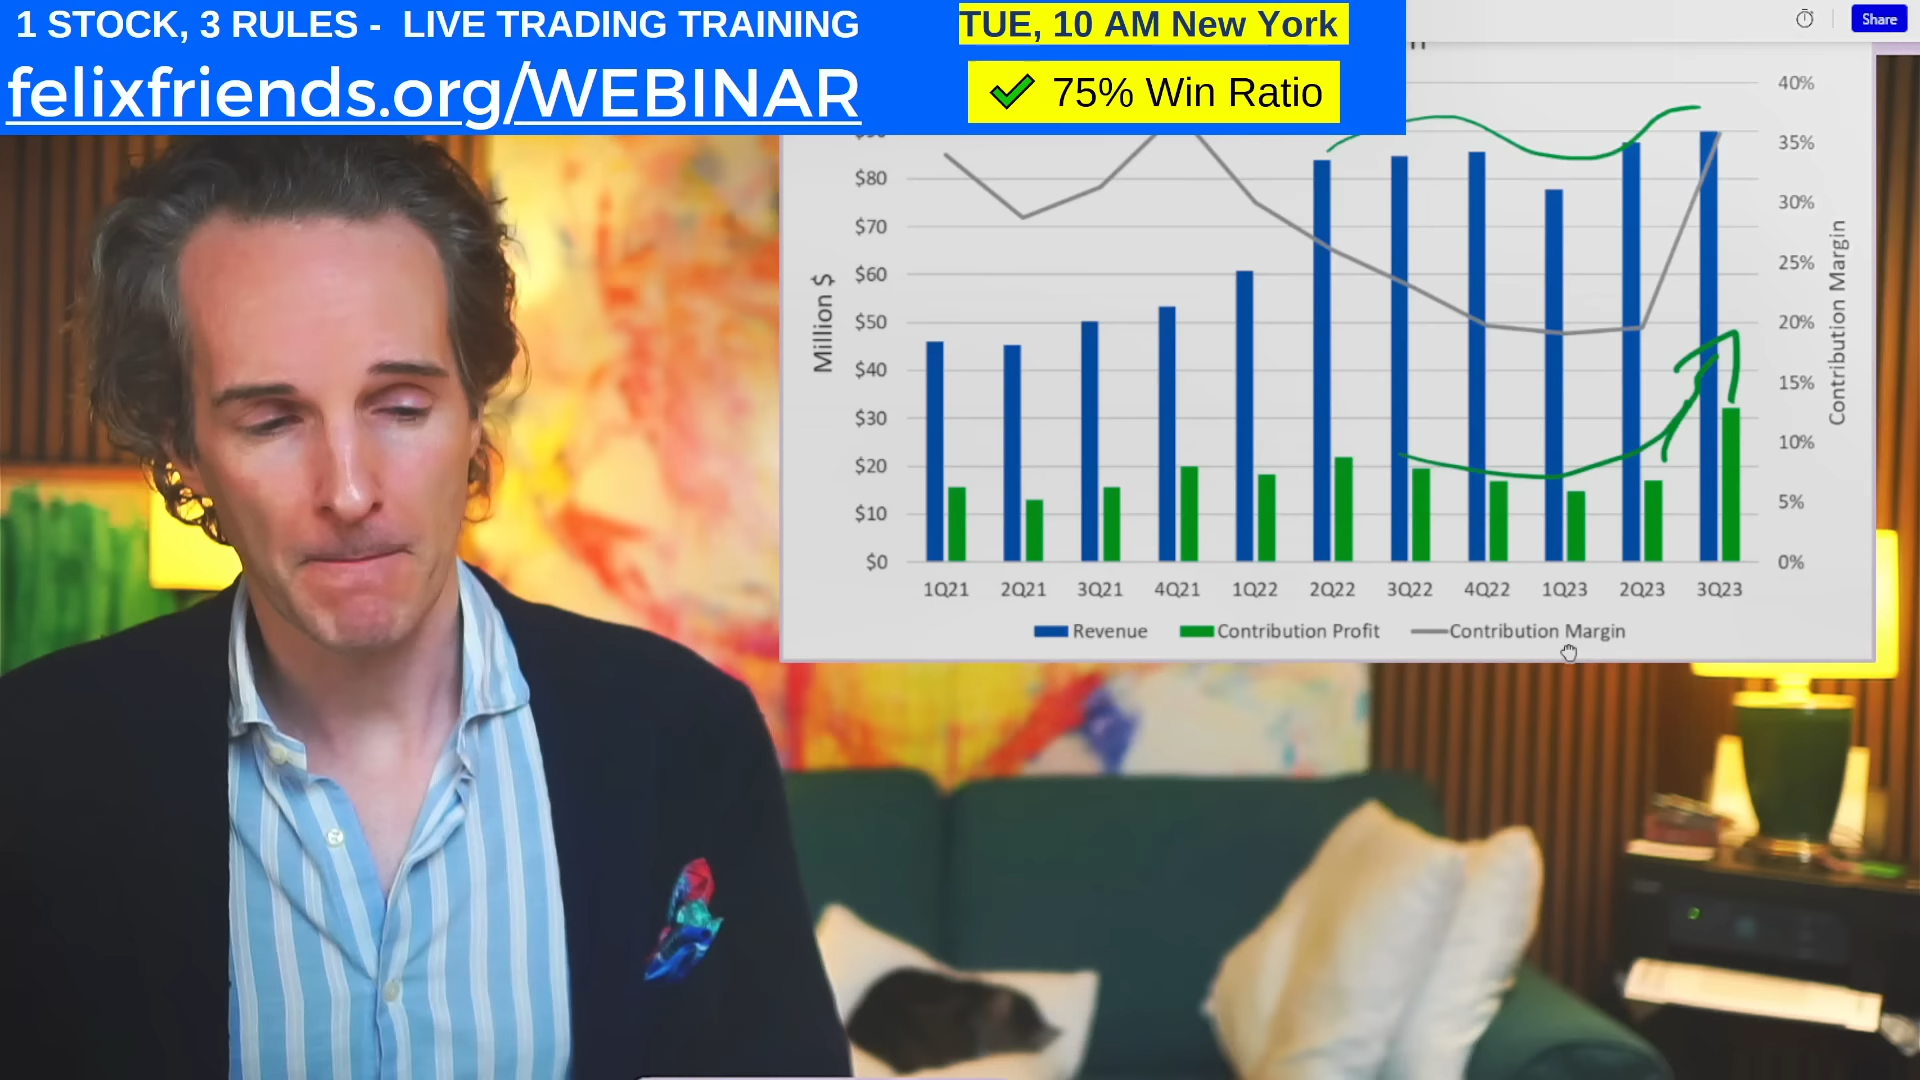 1 STOCK, 3 RULES - LIVE TRADING TRAINING
TUE, 10 AM New York
felixfriends.org/WEBINAR
75% Win Ratio
Share
40%
35%
$80
30%
$70
25%
$60
$50
20%
$40
15%
$30
10%
$20
5%
$10
$0
0%
Million $
Contribution Margin
1Q21 2Q21 3Q21 4Q21 1Q22 2Q22 3Q22 4Q22 1Q23 2Q23 3Q23
Revenue Contribution Profit Contribution Margin